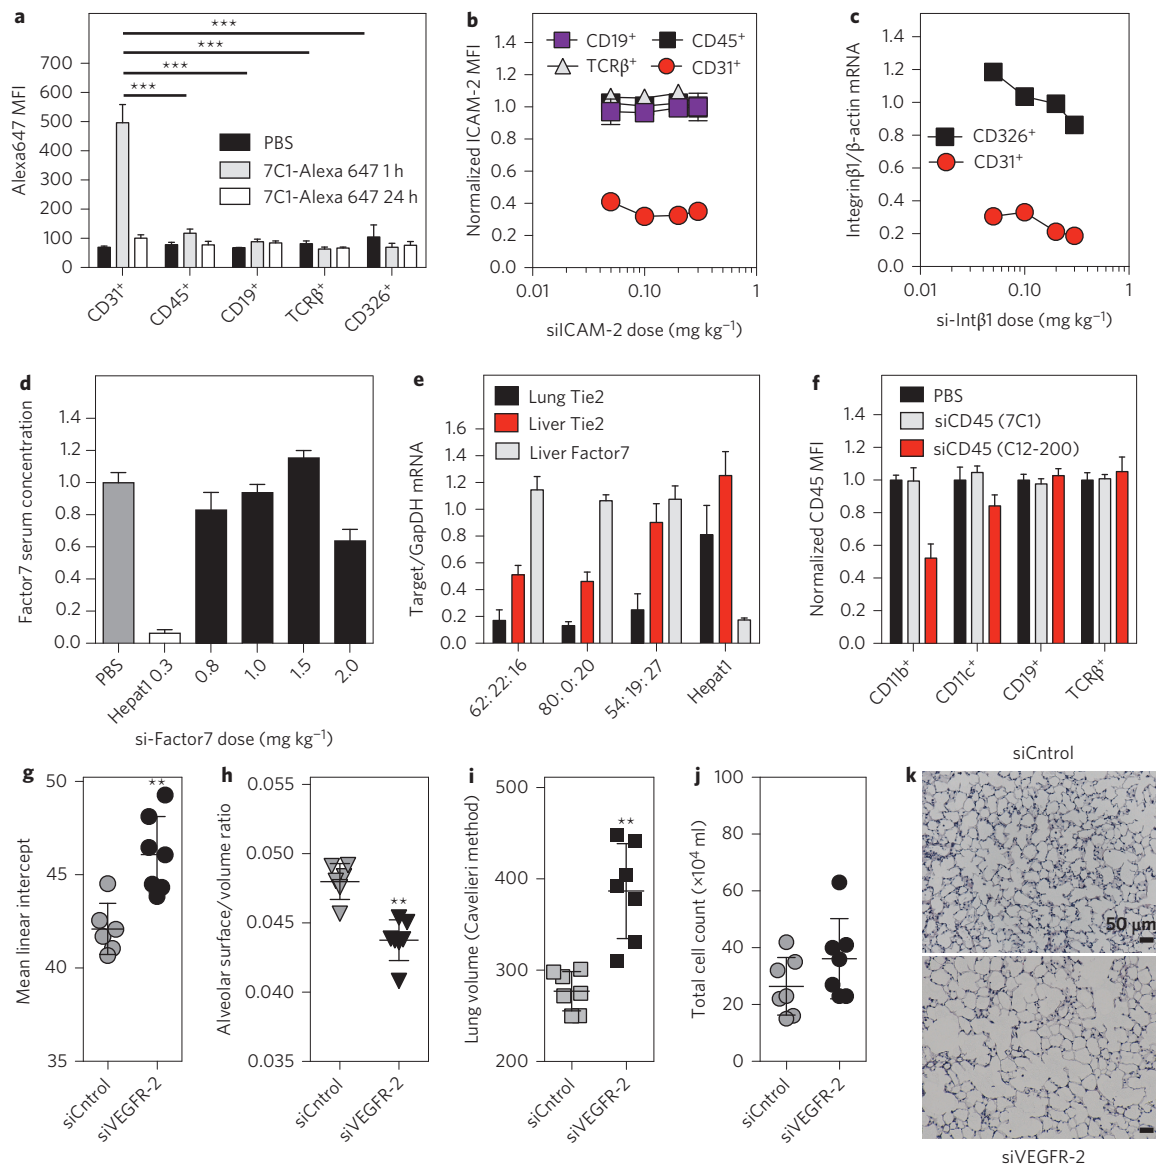 a
***
***
***
***
Alexa647 MFI
700
600
500
400
300
200
100
0
PBS
7C1-Alexa 647 1 h
7C1-Alexa 647 24 h
CD31⁺
CD45⁺
CD19⁺
TCRβ⁺
CD326⁺
b
Normalized ICAM-2 MFI
1.4
1.2
1.0
0.8
0.6
0.4
0.2
0.0
CD19⁺
CD45⁺
TCRβ⁺
CD31⁺
0.01
0.10
1
siICAM-2 dose (mg kg⁻¹)
c
Integrinβ1/β-actin mRNA
1.4
1.2
1.0
0.8
0.6
0.4
0.2
0.0
CD326⁺
CD31⁺
0.01
0.10
1
si-Intβ1 dose (mg kg⁻¹)
d
Factor7 serum concentration
1.4
1.2
1.0
0.8
0.6
0.4
0.2
0.0
PBS
Hepat1 0.3
0.8
1.0
1.5
2.0
si-Factor7 dose (mg kg⁻¹)
e
Target/GapDH mRNA
1.6
1.4
1.2
1.0
0.8
0.6
0.4
0.2
0.0
Lung Tie2
Liver Tie2
Liver Factor7
62: 22: 16
80: 0: 20
54: 19: 27
Hepat1
f
Normalized CD45 MFI
1.4
1.2
1.0
0.8
0.6
0.4
0.2
0.0
PBS
siCD45 (7C1)
siCD45 (C12-200)
CD11b⁺
CD11c⁺
CD19⁺
TCRβ⁺
g
Mean linear intercept
50
45
40
35
**
siCntrol
siVEGFR-2
h
Alveolar surface/volume ratio
0.055
0.050
0.045
0.040
0.035
**
siCntrol
siVEGFR-2
i
Lung volume (Cavelieri method)
500
400
300
200
**
siCntrol
siVEGFR-2
j
Total cell count (×10⁴ ml)
100
80
60
40
20
0
siCntrol
siVEGFR-2
k
siCntrol
50 μm
siVEGFR-2